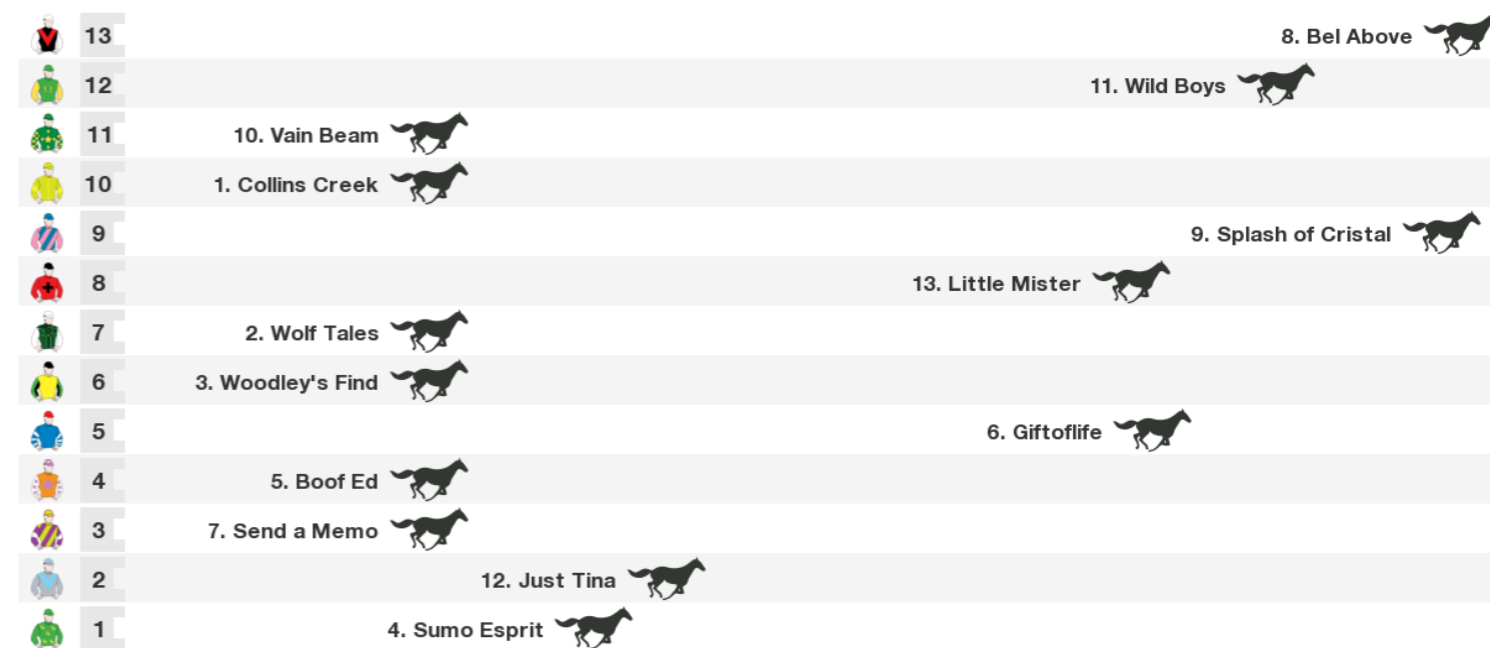 13 8. Bel Above
12 11. Wild Boys
11 10. Vain Beam
10 1. Collins Creek
9 9. Splash of Cristal
8 13. Little Mister
7 2. Wolf Tales
6 3. Woodley's Find
5 6. Giftoflife
4 5. Boof Ed
3 7. Send a Memo
2 12. Just Tina
1 4. Sumo Esprit